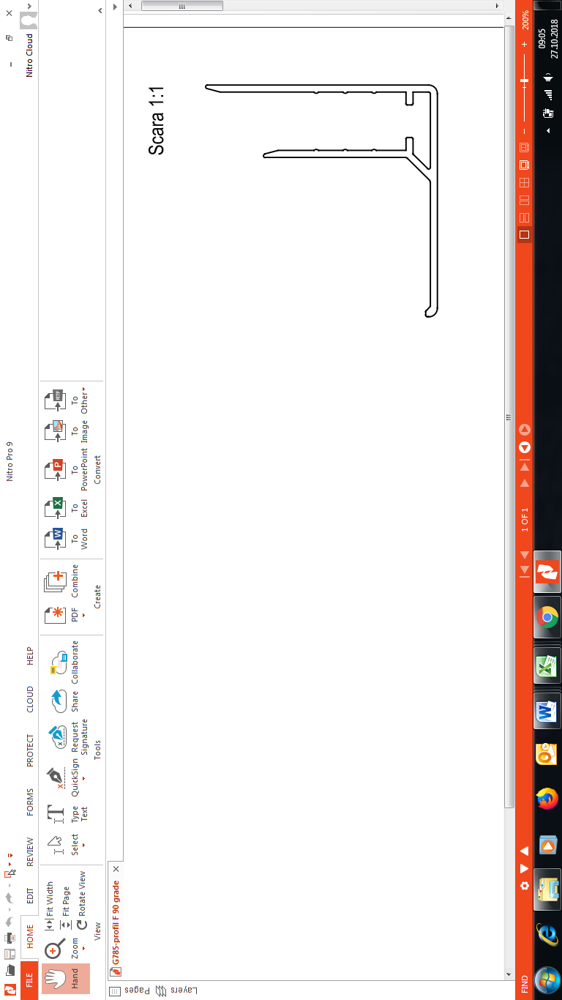 Nitro Pro 9
FILE
HOME
EDIT
REVIEW
FORMS
PROTECT
CLOUD
HELP
Nitro Cloud
Hand
Zoom
Fit Width
Fit Page
Rotate View
View
Select
Type Text
QuickSign
Request Signature
Share
Collaborate
Tools
PDF
Combine
Create
To Word
To Excel
To PowerPoint
To Image
To Other
Convert
G785-profil F 90 grade
Pages
Layers
Scara 1:1
FIND
1 OF 1
200%
09:05
27.10.2018